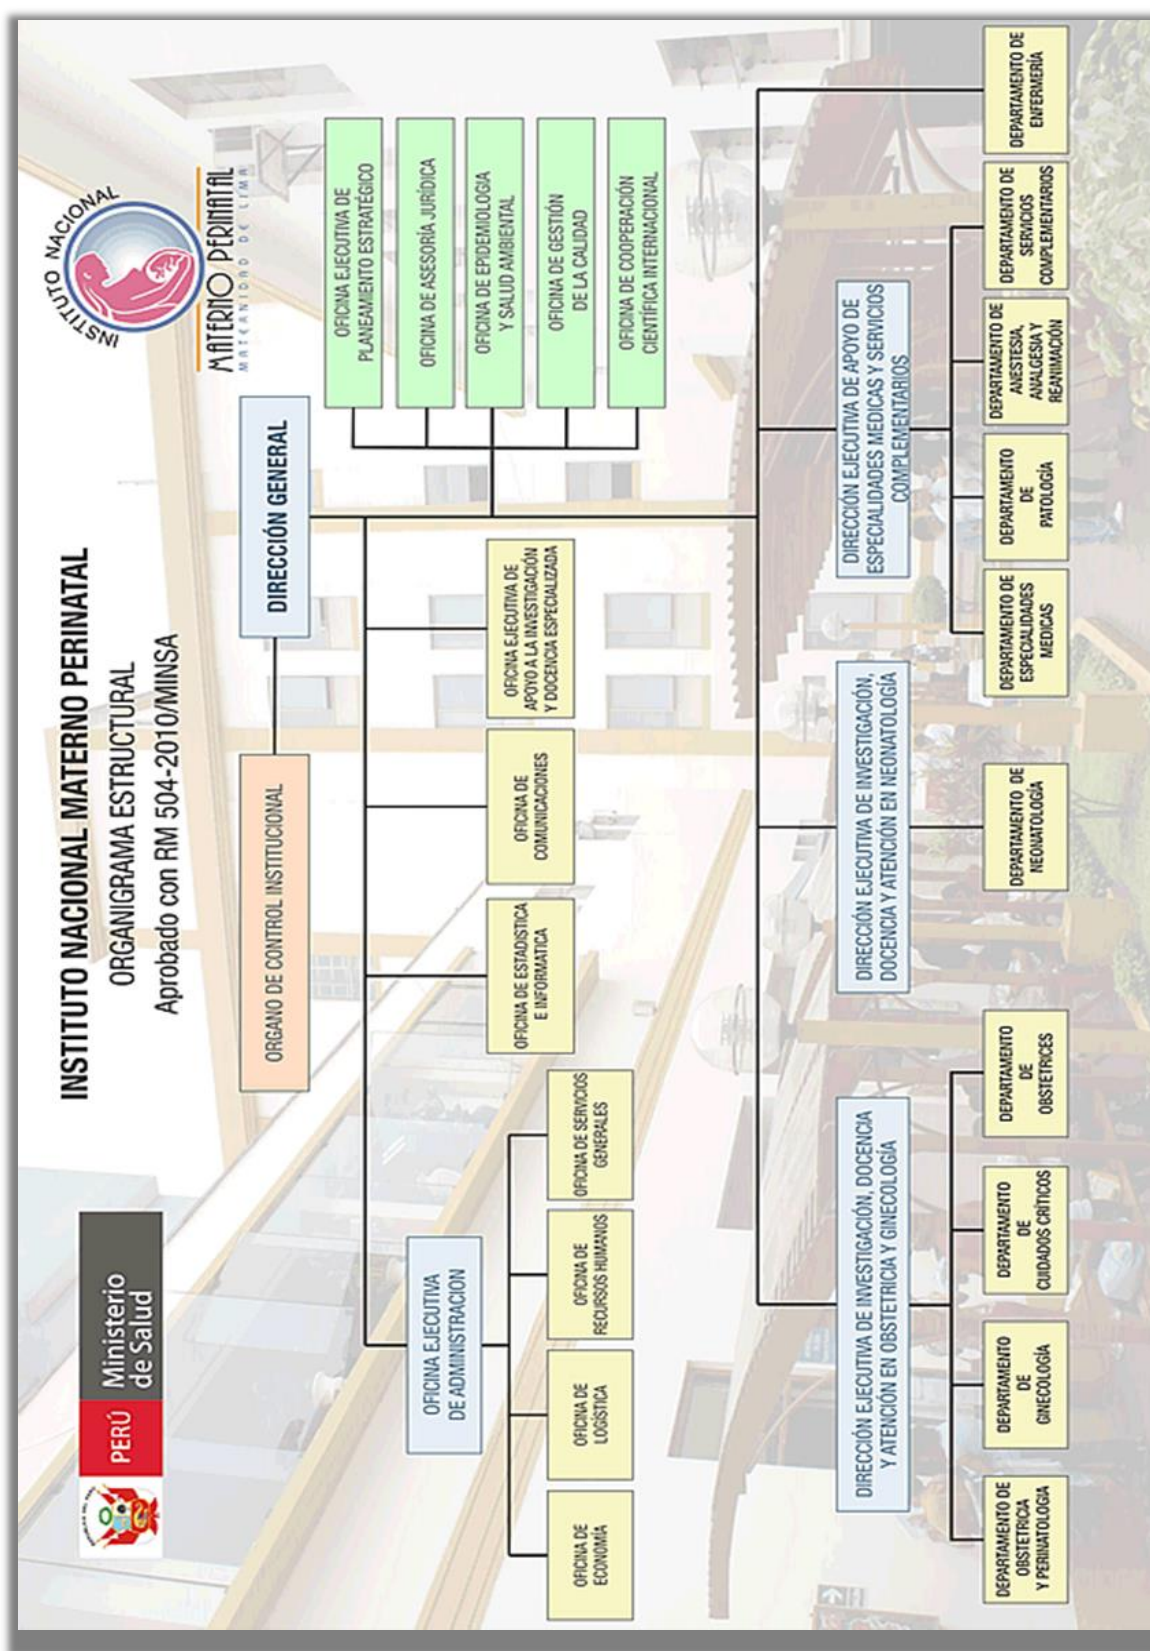 PERÚ
Ministerio
de Salud
INSTITUTO NACIONAL MATERNO PERINATAL
ORGANIGRAMA ESTRUCTURAL
Aprobado con RM 504-2010/MINSA
INSTITUTO NACIONAL
MATERNO PERINATAL
MATERNIDAD DE LIMA
ORGANO DE CONTROL INSTITUCIONAL
DIRECCIÓN GENERAL
OFICINA EJECUTIVA DE
PLANEAMIENTO ESTRATÉGICO
OFICINA DE ASESORÍA JURÍDICA
OFICINA DE EPIDEMIOLOGIA
Y SALUD AMBIENTAL
OFICINA DE GESTIÓN
DE LA CALIDAD
OFICINA DE COOPERACIÓN
CIENTÍFICA INTERNACIONAL
OFICINA EJECUTIVA
DE ADMINISTRACION
OFICINA DE ESTADISTICA
E INFORMATICA
OFICINA DE
COMUNICACIONES
OFICINA EJECUTIVA DE
APOYO A LA INVESTIGACIÓN
Y DOCENCIA ESPECIALIZADA
OFICINA DE
ECONOMÍA
OFICINA DE
LOGÍSTICA
OFICINA DE
RECURSOS HUMANOS
OFICINA DE SERVICIOS
GENERALES
DIRECCIÓN EJECUTIVA DE INVESTIGACIÓN, DOCENCIA
Y ATENCIÓN EN OBSTETRICIA Y GINECOLOGÍA
DIRECCIÓN EJECUTIVA DE INVESTIGACIÓN,
DOCENCIA Y ATENCIÓN EN NEONATOLOGÍA
DIRECCIÓN EJECUTIVA DE APOYO DE
ESPECIALIDADES MEDICAS Y SERVICIOS
COMPLEMENTARIOS
DEPARTAMENTO DE
OBSTETRICIA
Y PERINATOLOGIA
DEPARTAMENTO
DE
GINECOLOGÍA
DEPARTAMENTO
DE
CUIDADOS CRÍTICOS
DEPARTAMENTO
DE
OBSTETRICES
DEPARTAMENTO DE
NEONATOLOGÍA
DEPARTAMENTO DE
ESPECIALIDADES
MEDICAS
DEPARTAMENTO
DE
PATOLOGÍA
DEPARTAMENTO DE
ANESTESIA,
ANALGESIA Y
REANIMACIÓN
DEPARTAMENTO DE
SERVICIOS
COMPLEMENTARIOS
DEPARTAMENTO DE
ENFERMERÍA